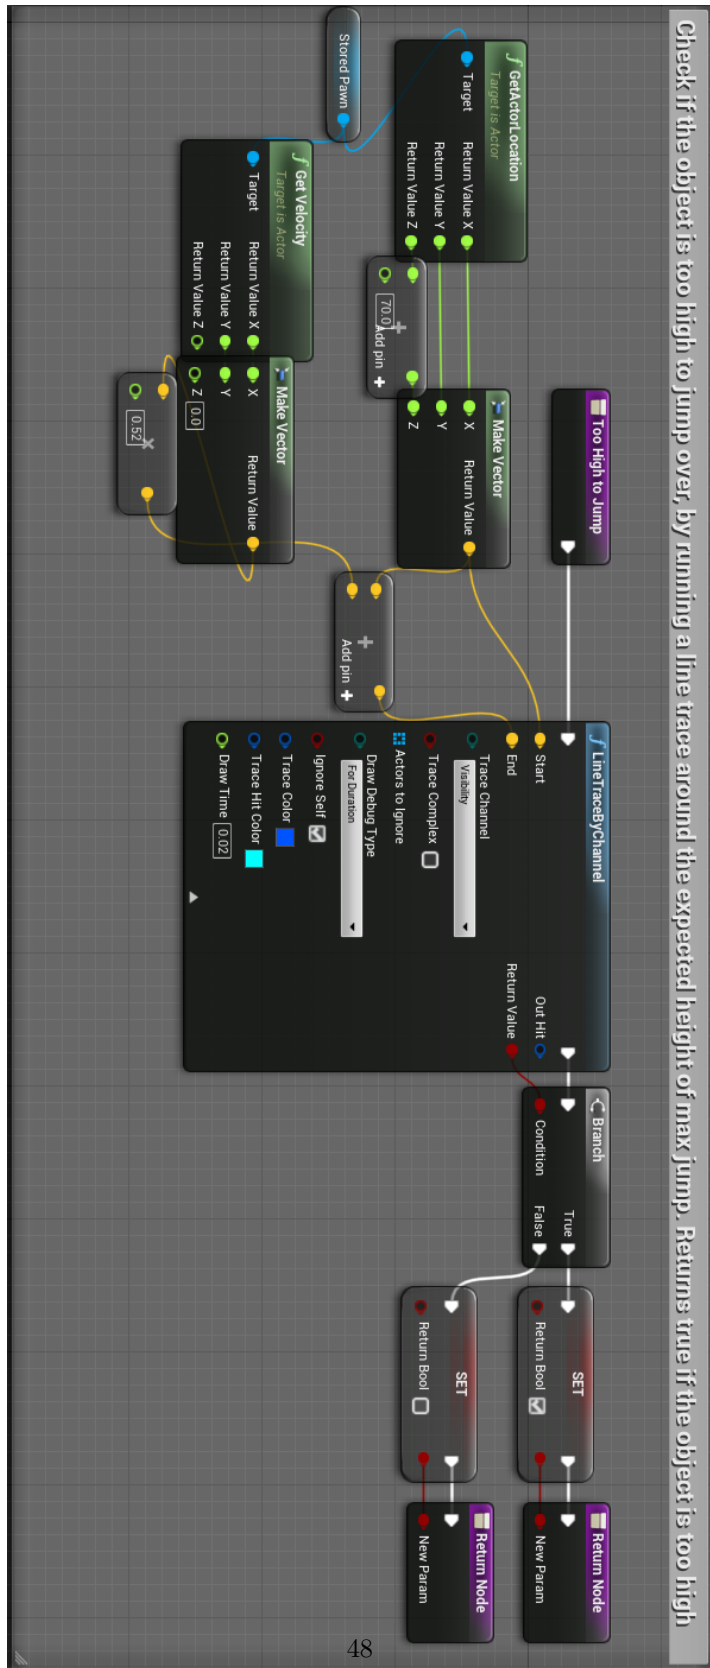 Check if the object is too high to jump over, by running a line trace around the expected height of max jump. Returns true if the object is too high
Too High to Jump
GetActorLocation
Target is Actor
Target
Return Value X
Return Value Y
Return Value Z
Stored Pawn
70.0
Add pin
Make Vector
X
Y
Z
Return Value
Get Velocity
Target is Actor
Target
Return Value X
Return Value Y
Return Value Z
Make Vector
X
Y
Z 0.0
Return Value
0.52
Add pin
LineTraceByChannel
Start
End
Trace Channel
Visibility
Trace Complex
Actors to Ignore
Draw Debug Type
For Duration
Ignore Self
Trace Color
Trace Hit Color
Draw Time 0.02
Out Hit
Return Value
Branch
Condition
True
False
SET
Return Bool
SET
Return Bool
Return Node
New Param
Return Node
New Param
48